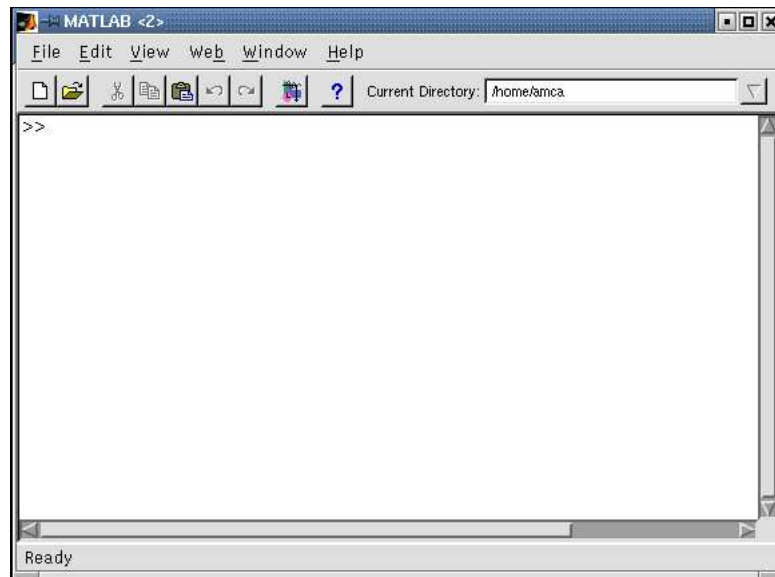 MATLAB <2>
File Edit View Web Window Help
? Current Directory: /home/amca
>>
Ready